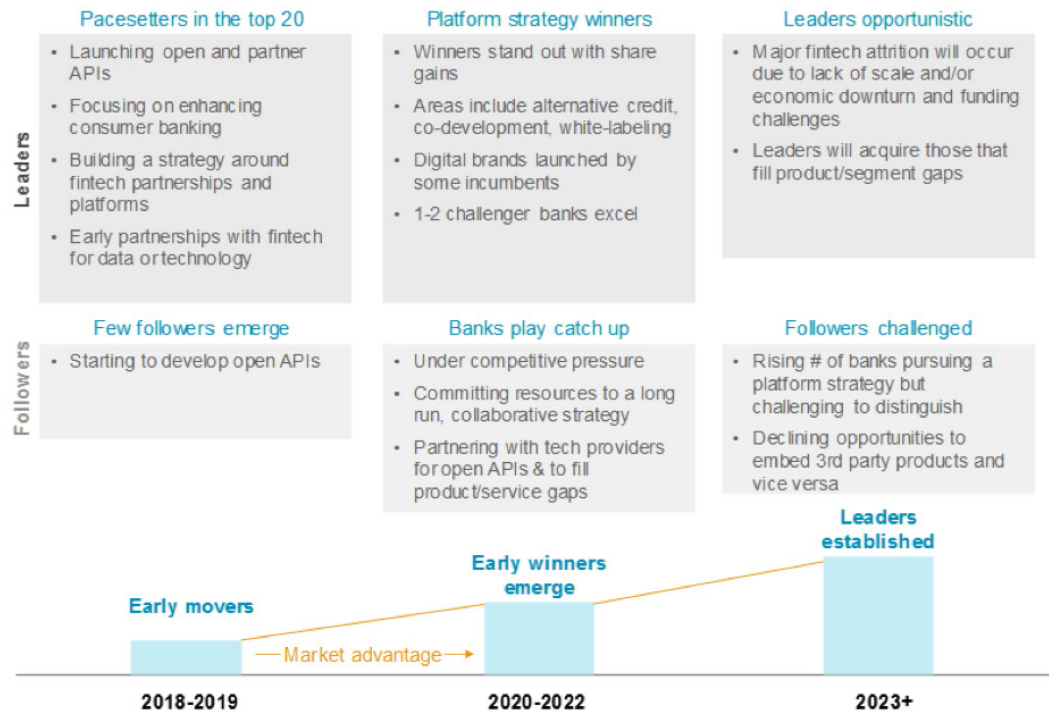 Pacesetters in the top 20
Launching open and partner
APIs
Focusing on enhancing
consumer banking
Building a strategy around
fintech partnerships and
platforms
Early partnerships with fintech
for data or technology
Platform strategy winners
Winners stand out with share
gains
Areas include alternative credit,
co-development, white-labeling
Digital brands launched by
some incumbents
1-2 challenger banks excel
Leaders opportunistic
Major fintech attrition will occur
due to lack of scale and/or
economic downturn and funding
challenges
Leaders will acquire those that
fill product/segment gaps
Leaders
Few followers emerge
Starting to develop open APIs
Banks play catch up
Under competitive pressure
Committing resources to a long
run, collaborative strategy
Partnering with tech providers
for open APIs & to fill
product/service gaps
Followers challenged
Rising # of banks pursuing a
platform strategy but
challenging to distinguish
Declining opportunities to
embed 3rd party products and
vice versa
Followers
Early movers
Early winners
emerge
Leaders
established
Market advantage
2018-2019
2020-2022
2023+